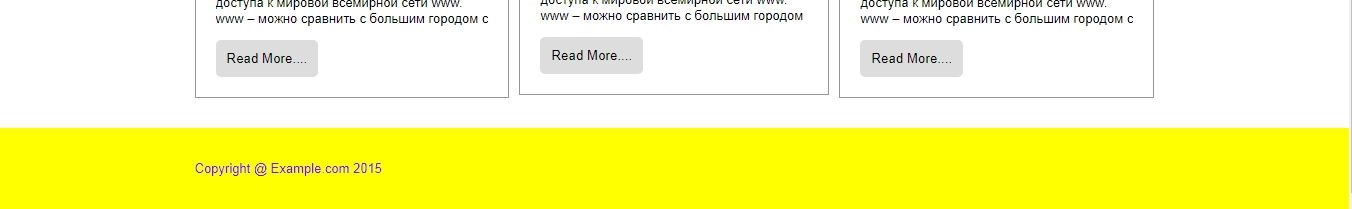 доступа к мировой всемирной сети www.
www – можно сравнить с большим городом с
Read More....
доступа к мировой всемирной сети www.
www – можно сравнить с большим городом
Read More....
доступа к мировой всемирной сети www.
www – можно сравнить с большим городом с
Read More....
Copyright @ Example.com 2015